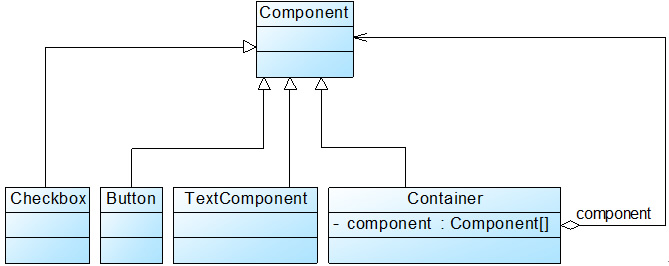 Component
Checkbox
Button
TextComponent
Container
- component : Component[]
component